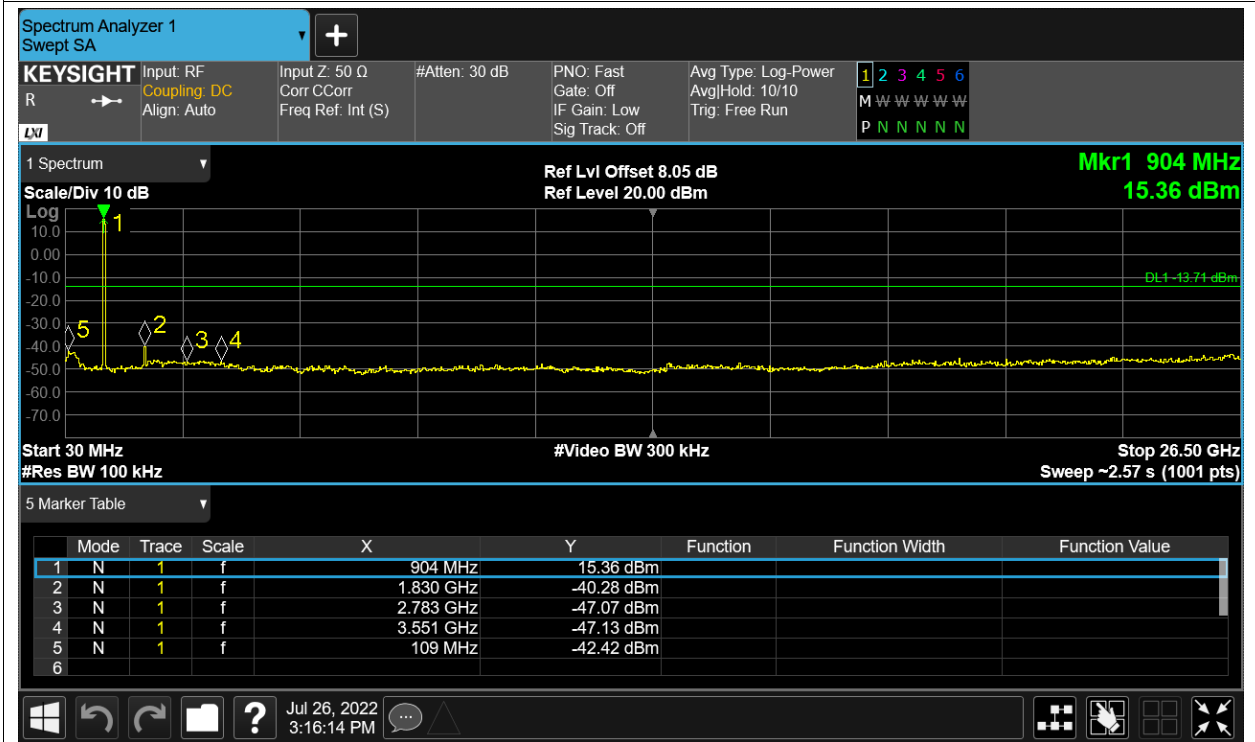 Spectrum Analyzer 1
Swept SA
+
KEYSIGHT
R
LXI
Input: RF
Coupling: DC
Align: Auto
Input Z: 50 Ω
Corr CCorr
Freq Ref: Int (S)
#Atten: 30 dB
PNO: Fast
Gate: Off
IF Gain: Low
Sig Track: Off
Avg Type: Log-Power
Avg|Hold: 10/10
Trig: Free Run
1 2 3 4 5 6
M W W W W W
P N N N N N
1 Spectrum
Scale/Div 10 dB
Ref Lvl Offset 8.05 dB
Ref Level 20.00 dBm
Mkr1 904 MHz
15.36 dBm
Log
10.0
0.00
-10.0
-20.0
-30.0
-40.0
-50.0
-60.0
-70.0
1
DL1 -13.71 dBm
5
2
3
4
Start 30 MHz
#Res BW 100 kHz
#Video BW 300 kHz
Stop 26.50 GHz
Sweep ~2.57 s (1001 pts)
5 Marker Table
Mode Trace Scale X Y Function Function Width Function Value
1 N 1 f 904 MHz 15.36 dBm
2 N 1 f 1.830 GHz -40.28 dBm
3 N 1 f 2.783 GHz -47.07 dBm
4 N 1 f 3.551 GHz -47.13 dBm
5 N 1 f 109 MHz -42.42 dBm
6
?
Jul 26, 2022
3:16:14 PM